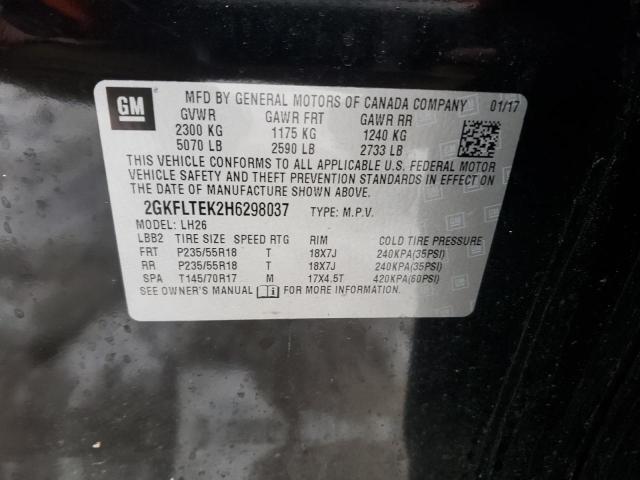 GM
MFD BY GENERAL MOTORS OF CANADA COMPANY 01/17
GVWR GAWR FRT GAWR RR
2300 KG 1175 KG 1240 KG
5070 LB 2590 LB 2733 LB
THIS VEHICLE CONFORMS TO ALL APPLICABLE U.S. FEDERAL MOTOR
VEHICLE SAFETY AND THEFT PREVENTION STANDARDS IN EFFECT ON
THE DATE OF MANUFACTURE SHOWN ABOVE.
2GKFLTEK2H6298037 TYPE: M.P.V.
MODEL: LH26
LBB2 TIRE SIZE SPEED RTG RIM COLD TIRE PRESSURE
FRT P235/55R18 T 18X7J 240KPA(35PSI)
RR P235/55R18 T 18X7J 240KPA(35PSI)
SPA T145/70R17 M 17X4.5T 420KPA(60PSI)
SEE OWNER'S MANUAL FOR MORE INFORMATION.